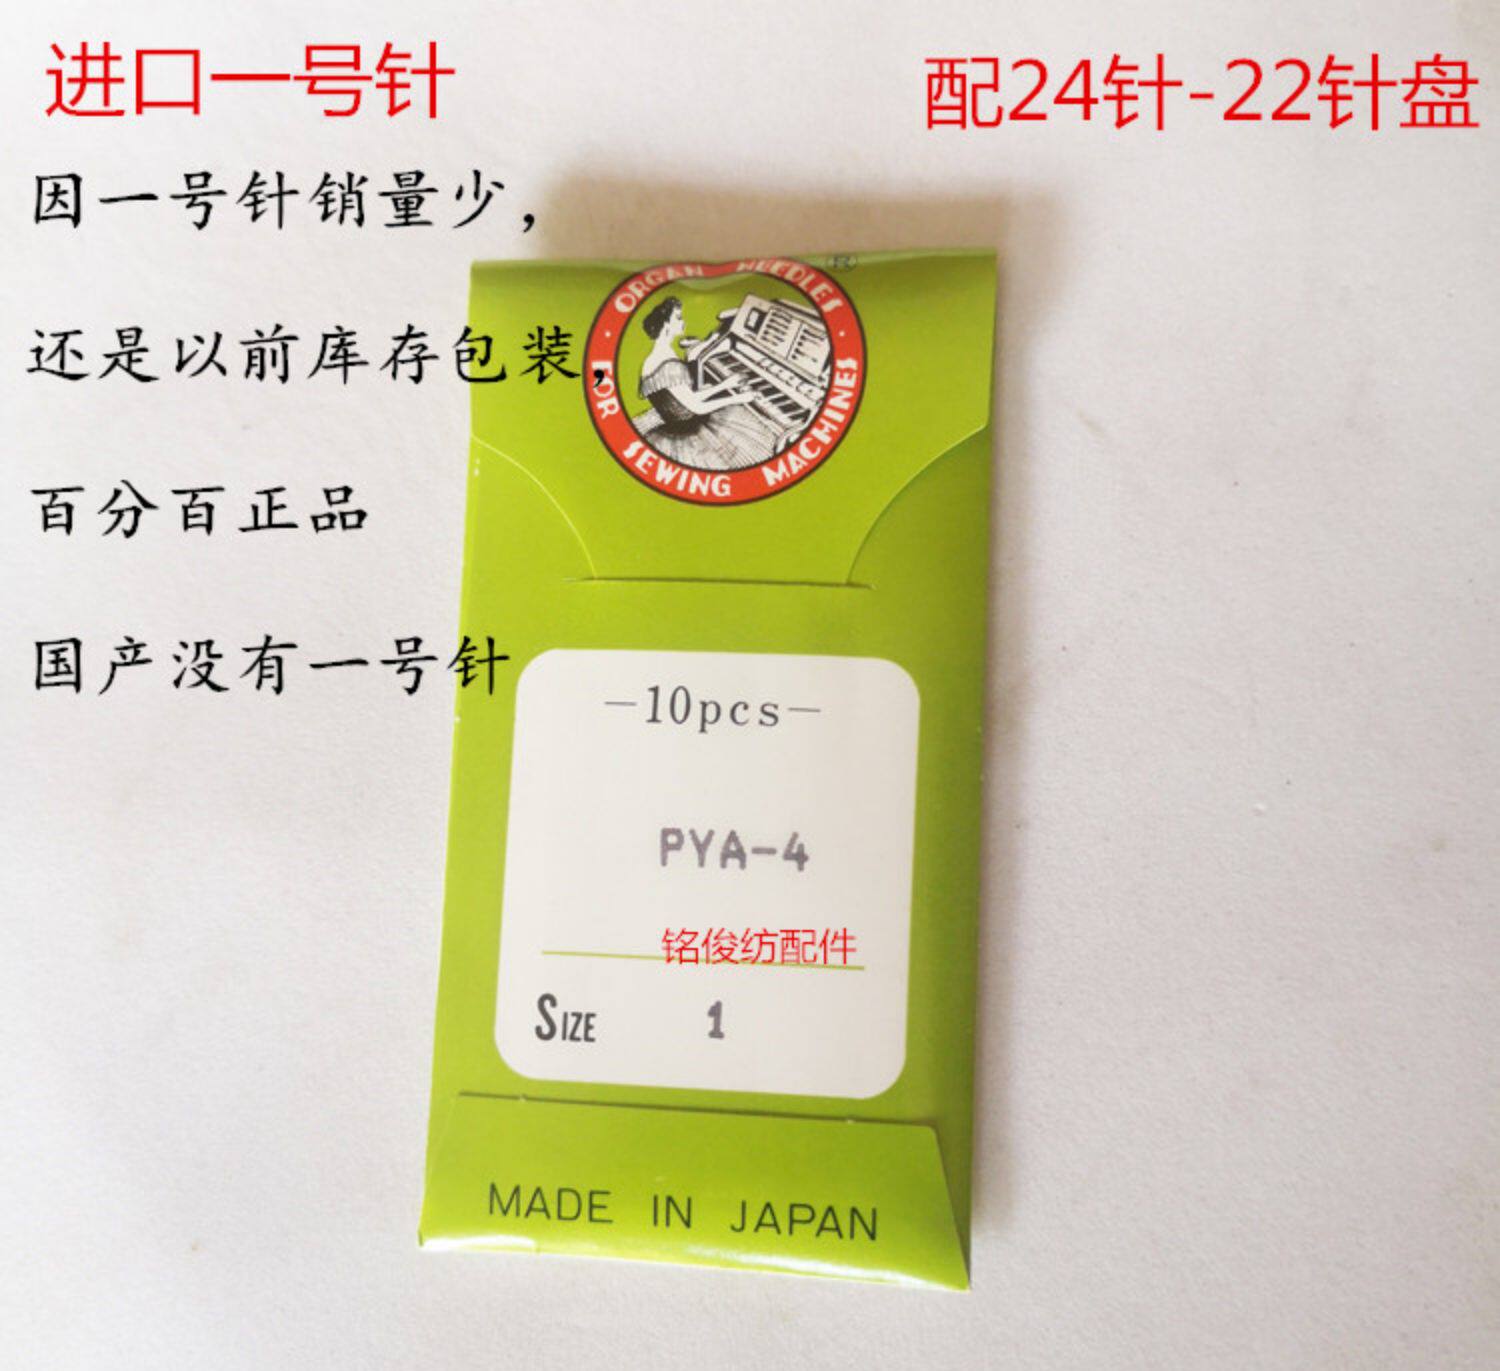 进口一号针
配24针-22针盘
因一号针销量少，
还是以前库存包装，
百分百正品
国产没有一号针
ORGAN NEEDLES ®
FOR SEWING MACHINES
-10pcs-
PYA-4
铭俊纺配件
SIZE 1
MADE IN JAPAN